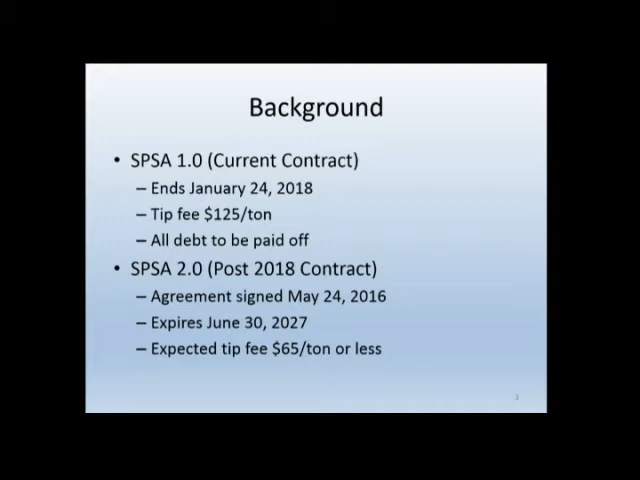 Background
• SPSA 1.0 (Current Contract)
– Ends January 24, 2018
– Tip fee $125/ton
– All debt to be paid off
• SPSA 2.0 (Post 2018 Contract)
– Agreement signed May 24, 2016
– Expires June 30, 2027
– Expected tip fee $65/ton or less